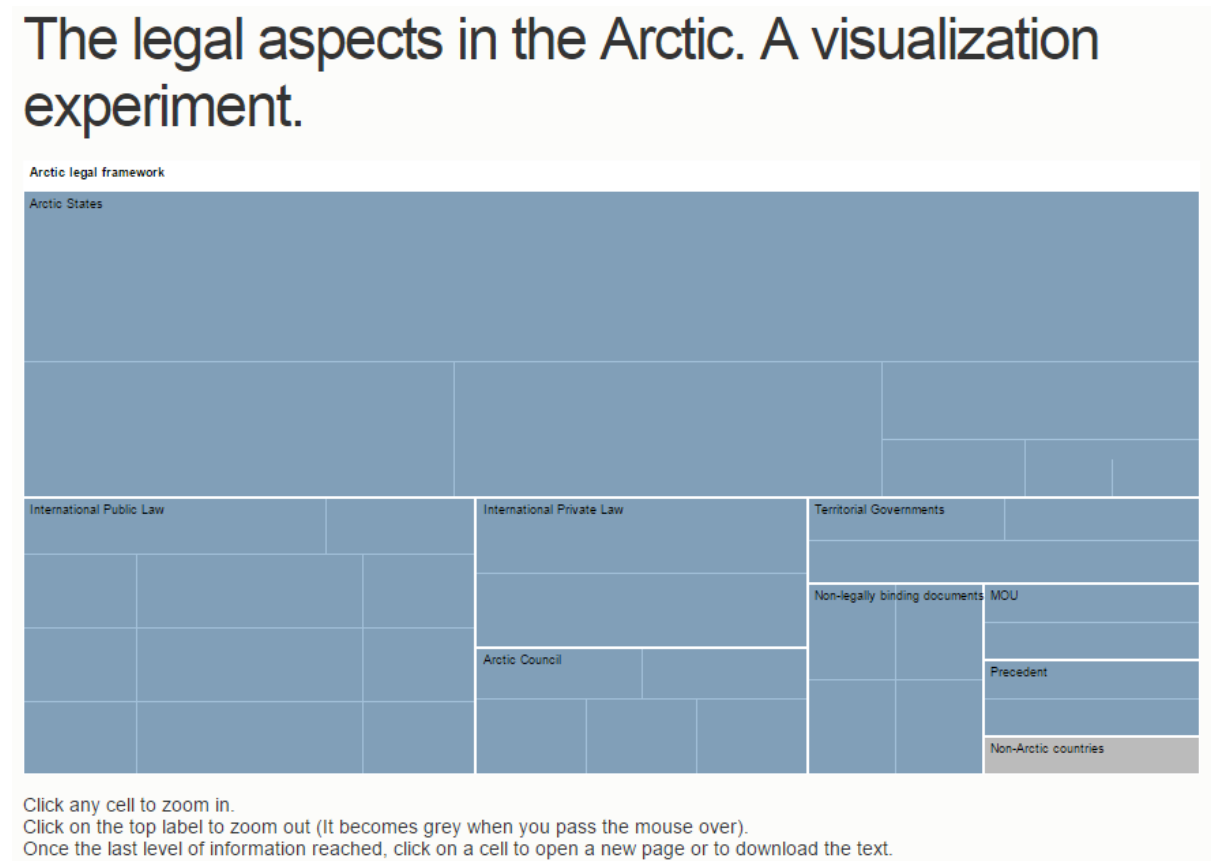 The legal aspects in the Arctic. A visualization
experiment.
Arctic legal framework
Arctic States
International Public Law
International Private Law
Territorial Governments
Non-legally binding documents
MOU
Arctic Council
Precedent
Non-Arctic countries
Click any cell to zoom in.
Click on the top label to zoom out (It becomes grey when you pass the mouse over).
Once the last level of information reached, click on a cell to open a new page or to download the text.